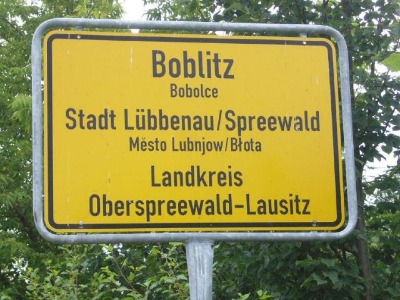 Boblitz
Bobolce
Stadt Lübbenau/Spreewald
Město Lubnjow/Błota
Landkreis
Oberspreewald-Lausitz